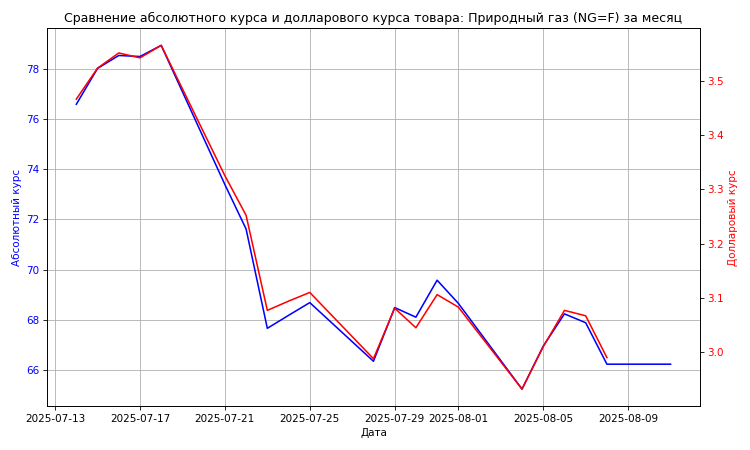 Сравнение абсолютного курса и долларового курса товара: Природный газ (NG=F) за месяц
Абсолютный курс
78
76
74
72
70
68
66
3.5
3.4
3.3
3.2
3.1
3.0
Долларовый курс
2025-07-13 2025-07-17 2025-07-21 2025-07-25 2025-07-29 2025-08-01 2025-08-05 2025-08-09
Дата